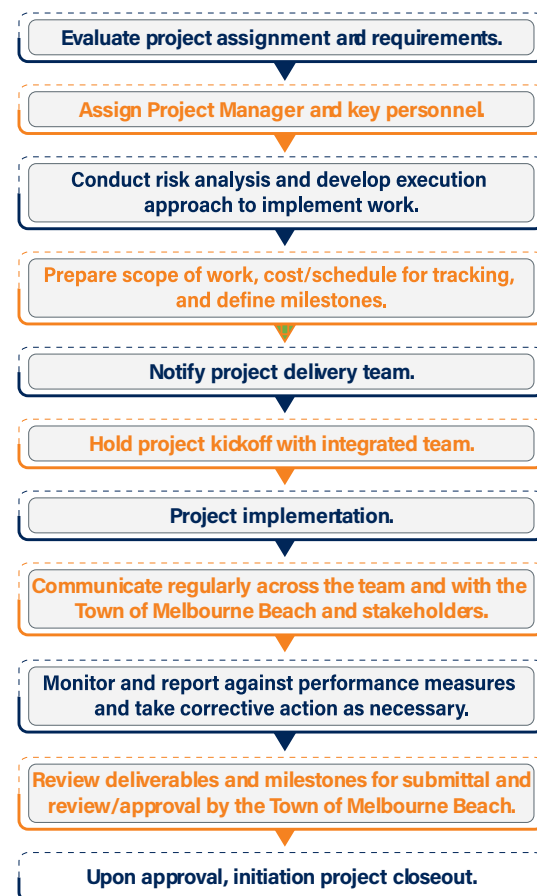 Evaluate project assignment and requirements.
Assign Project Manager and key personnel.
Conduct risk analysis and develop execution
approach to implement work.
Prepare scope of work, cost/schedule for tracking,
and define milestones.
Notify project delivery team.
Hold project kickoff with integrated team.
Project implementation.
Communicate regularly across the team and with the
Town of Melbourne Beach and stakeholders.
Monitor and report against performance measures
and take corrective action as necessary.
Review deliverables and milestones for submittal and
review/approval by the Town of Melbourne Beach.
Upon approval, initiation project closeout.